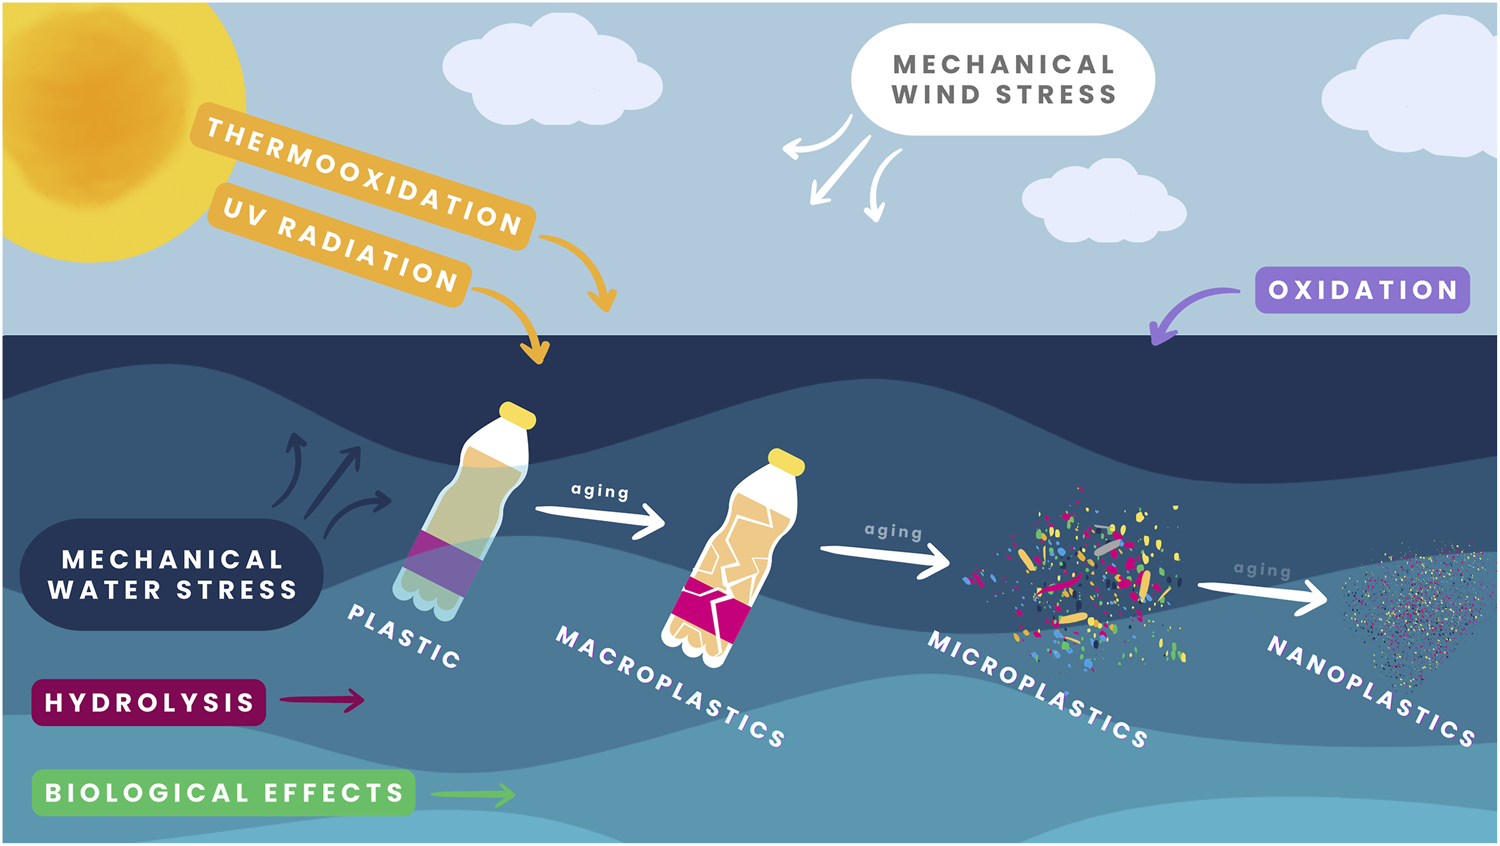 MECHANICAL
WIND STRESS
THERMOOXIDATION
UV RADIATION
OXIDATION
aging
aging
aging
MECHANICAL
WATER STRESS
PLASTIC
MACROPLASTICS
MICROPLASTICS
NANOPLASTICS
HYDROLYSIS
BIOLOGICAL EFFECTS